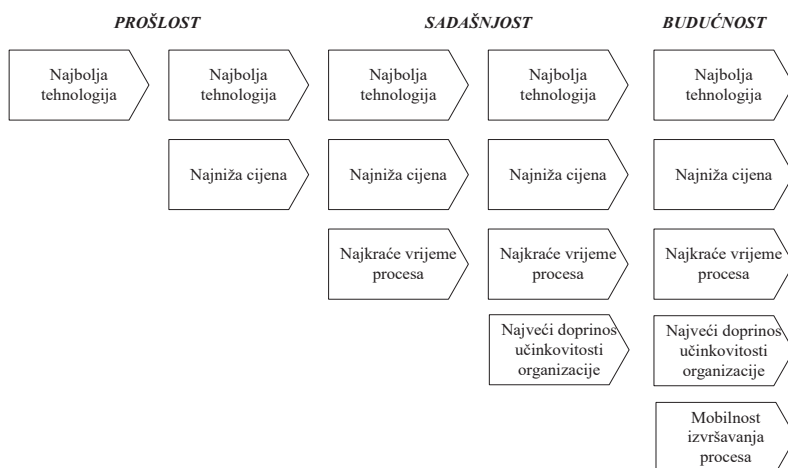 PROŠLOST
SADAŠNJOST
BUDUĆNOST
Najbolja
tehnologija
Najbolja
tehnologija
Najbolja
tehnologija
Najbolja
tehnologija
Najbolja
tehnologija
Najniža cijena
Najniža cijena
Najniža cijena
Najniža cijena
Najkraće vrijeme
procesa
Najkraće vrijeme
procesa
Najkraće vrijeme
procesa
Najveći doprinos
učinkovitosti
organizacije
Najveći doprinos
učinkovitosti
organizacije
Mobilnost
izvršavanja
procesa